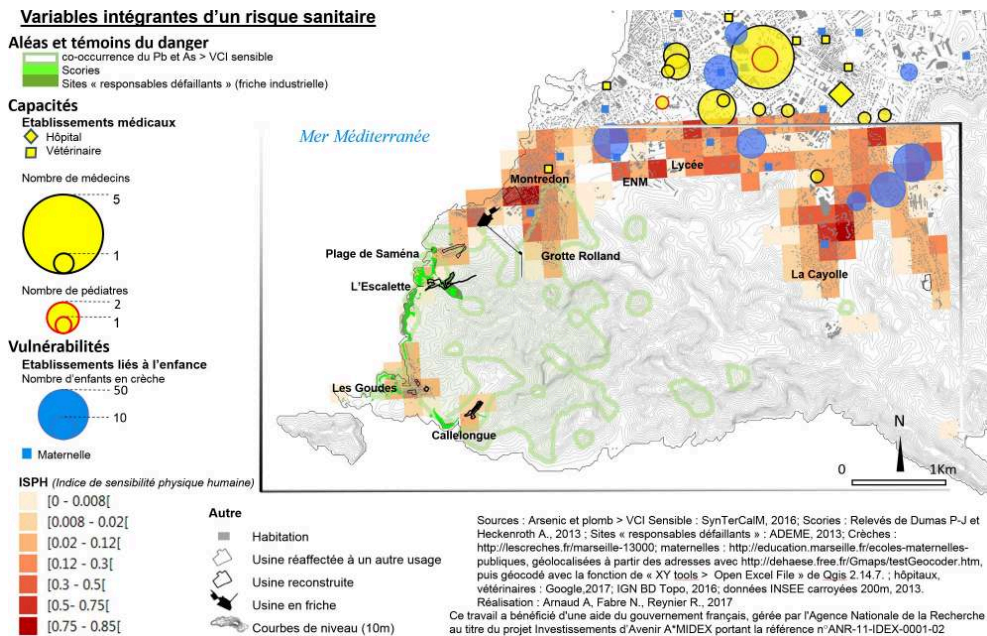 Variables intégrantes d'un risque sanitaire
Aléas et témoins du danger
co-occurrence du Pb et As > VCI sensible
Scories
Sites « responsables défaillants » (friche industrielle)
Capacités
Etablissements médicaux
Hôpital
Vétérinaire
Nombre de médecins
5
1
Nombre de pédiatres
2
1
Vulnérabilités
Etablissements liés à l'enfance
Nombre d'enfants en crèche
50
10
Maternelle
ISPH (Indice de sensibilité physique humaine)
[0 - 0.008[
[0.008 - 0.02[
[0.02 - 0.12[
[0.12 - 0.3[
[0.3 - 0.5[
[0.5- 0.75[
[0.75 - 0.85[
Mer Méditerranée
Montredon
ENM
Lycée
Plage de Saména
Grotte Rolland
L'Escalette
La Cayolle
Les Goudes
Callelongue
N
0
1Km
Autre
Habitation
Usine réaffectée à un autre usage
Usine reconstruite
Usine en friche
Courbes de niveau (10m)
Sources : Arsenic et plomb > VCI Sensible : SynTerCalM, 2016; Scories : Relevés de Dumas P-J et
Heckenroth A., 2013 ; Sites « responsables défaillants » : ADEME, 2013; Crèches :
http://lescreches.fr/marseille-13000; maternelles : http://education.marseille.fr/ecoles-maternelles-
publiques, géolocalisées à partir des adresses avec http://dehaese.free.fr/Gmaps/testGeocoder.htm,
puis géocodé avec la fonction de « XY tools > Open Excel File » de Qgis 2.14.7. ; hôpitaux,
vétérinaires : Google,2017; IGN BD Topo, 2016; données INSEE carroyées 200m, 2013.
Réalisation : Arnaud A, Fabre N., Reynier R., 2017
Ce travail a bénéficié d'une aide du gouvernement français, gérée par l'Agence Nationale de la Recherche
au titre du projet Investissements d'Avenir A*MIDEX portant la référence n°ANR-11-IDEX-0001-02